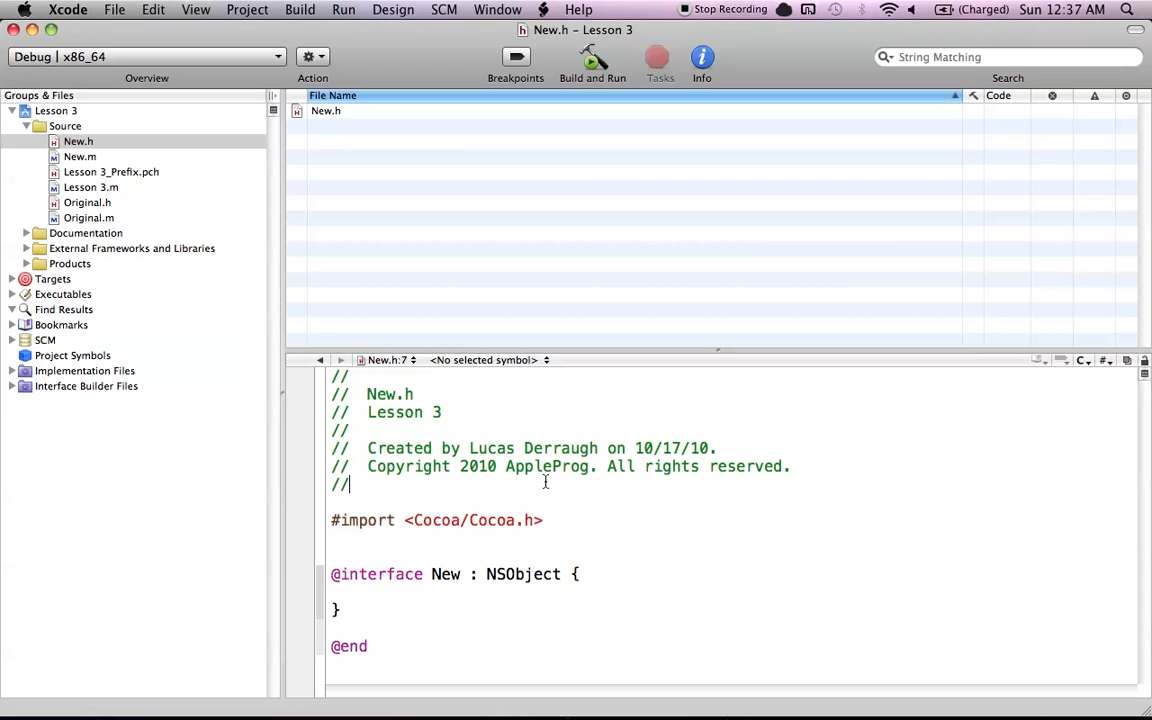 Xcode File Edit View Project Build Run Design SCM Window Help Stop Recording (Charged) Sun 12:37 AM
New.h – Lesson 3
Debug | x86_64
String Matching
Overview Action Breakpoints Build and Run Tasks Info Search
Groups & Files
Lesson 3
Source
New.h
New.m
Lesson 3_Prefix.pch
Lesson 3.m
Original.h
Original.m
Documentation
External Frameworks and Libraries
Products
Targets
Executables
Find Results
Bookmarks
SCM
Project Symbols
Implementation Files
Interface Builder Files
File Name Code
New.h
New.h:7 <No selected symbol> C #
//
// New.h
// Lesson 3
//
// Created by Lucas Derraugh on 10/17/10.
// Copyright 2010 AppleProg. All rights reserved.
//
#import <Cocoa/Cocoa.h>
@interface New : NSObject {
}
@end